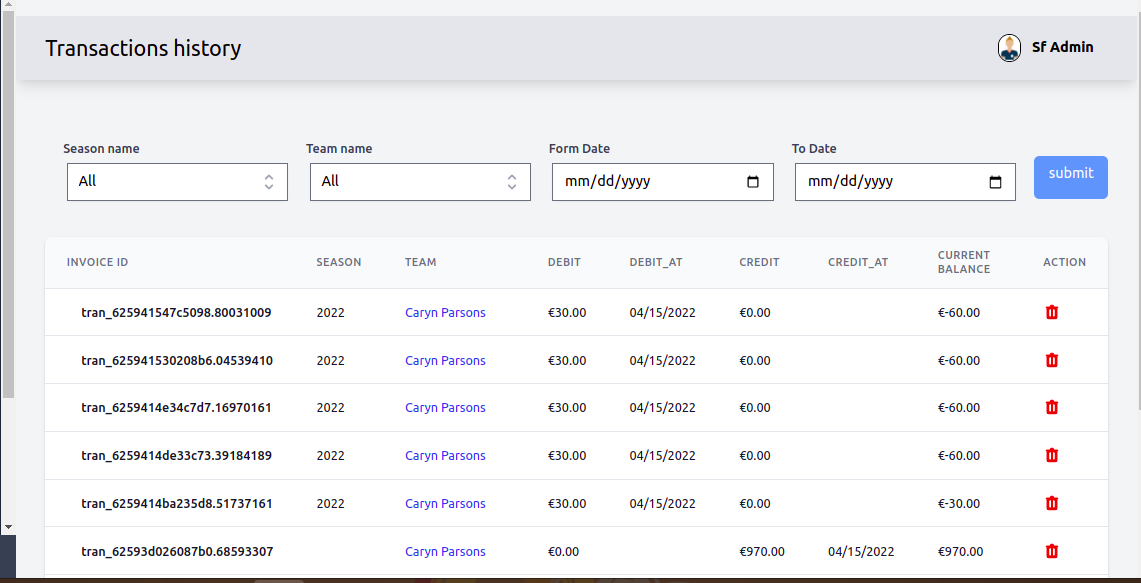 Transactions history
Sf Admin
Season name Team name Form Date To Date
All All mm/dd/yyyy mm/dd/yyyy submit
INVOICE ID SEASON TEAM DEBIT DEBIT_AT CREDIT CREDIT_AT CURRENT BALANCE ACTION
tran_625941547c5098.80031009 2022 Caryn Parsons €30.00 04/15/2022 €0.00 €-60.00
tran_625941530208b6.04539410 2022 Caryn Parsons €30.00 04/15/2022 €0.00 €-60.00
tran_6259414e34c7d7.16970161 2022 Caryn Parsons €30.00 04/15/2022 €0.00 €-60.00
tran_6259414de33c73.39184189 2022 Caryn Parsons €30.00 04/15/2022 €0.00 €-60.00
tran_6259414ba235d8.51737161 2022 Caryn Parsons €30.00 04/15/2022 €0.00 €-30.00
tran_62593d026087b0.68593307 Caryn Parsons €0.00 €970.00 04/15/2022 €970.00